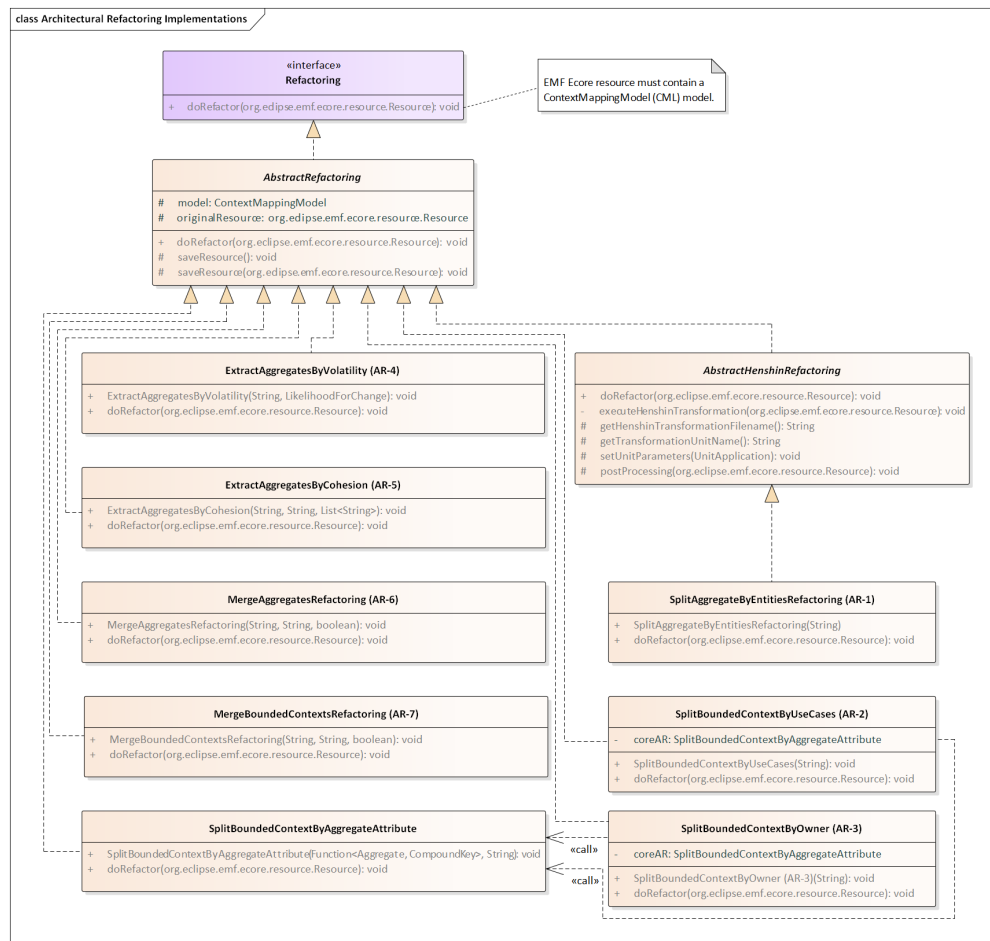 class Architectural Refactoring Implementations
«interface»
Refactoring
+ doRefactor(org.eclipse.emf.ecore.resource.Resource): void
EMF Ecore resource must contain a
ContextMappingModel (CML) model.
AbstractRefactoring
# model: ContextMappingModel
# originalResource: org.eclipse.emf.ecore.resource.Resource
+ doRefactor(org.eclipse.emf.ecore.resource.Resource): void
# saveResource(): void
# saveResource(org.eclipse.emf.ecore.resource.Resource): void
ExtractAggregatesByVolatility (AR-4)
+ ExtractAggregatesByVolatility(String, LikelihoodForChange): void
+ doRefactor(org.eclipse.emf.ecore.resource.Resource): void
AbstractHenshinRefactoring
+ doRefactor(org.eclipse.emf.ecore.resource.Resource): void
- executeHenshinTransformation(org.eclipse.emf.ecore.resource.Resource): void
# getHenshinTransformationFilename(): String
# getTransformationUnitName(): String
# setUnitParameters(UnitApplication): void
# postProcessing(org.eclipse.emf.ecore.resource.Resource): void
ExtractAggregatesByCohesion (AR-5)
+ ExtractAggregatesByCohesion(String, String, List<String>): void
+ doRefactor(org.eclipse.emf.ecore.resource.Resource): void
MergeAggregatesRefactoring (AR-6)
+ MergeAggregatesRefactoring(String, String, boolean): void
+ doRefactor(org.eclipse.emf.ecore.resource.Resource): void
SplitAggregateByEntitiesRefactoring (AR-1)
+ SplitAggregateByEntitiesRefactoring(String)
+ doRefactor(org.eclipse.emf.ecore.resource.Resource): void
MergeBoundedContextsRefactoring (AR-7)
+ MergeBoundedContextsRefactoring(String, String, boolean): void
+ doRefactor(org.eclipse.emf.ecore.resource.Resource): void
SplitBoundedContextByUseCases (AR-2)
- coreAR: SplitBoundedContextByAggregateAttribute
+ SplitBoundedContextByUseCases(String): void
+ doRefactor(org.eclipse.emf.ecore.resource.Resource): void
SplitBoundedContextByAggregateAttribute
+ SplitBoundedContextByAggregateAttribute(Function<Aggregate, CompoundKey>, String): void
+ doRefactor(org.eclipse.emf.ecore.resource.Resource): void
«call»
«call»
SplitBoundedContextByOwner (AR-3)
- coreAR: SplitBoundedContextByAggregateAttribute
+ SplitBoundedContextByOwner (AR-3)(String): void
+ doRefactor(org.eclipse.emf.ecore.resource.Resource): void